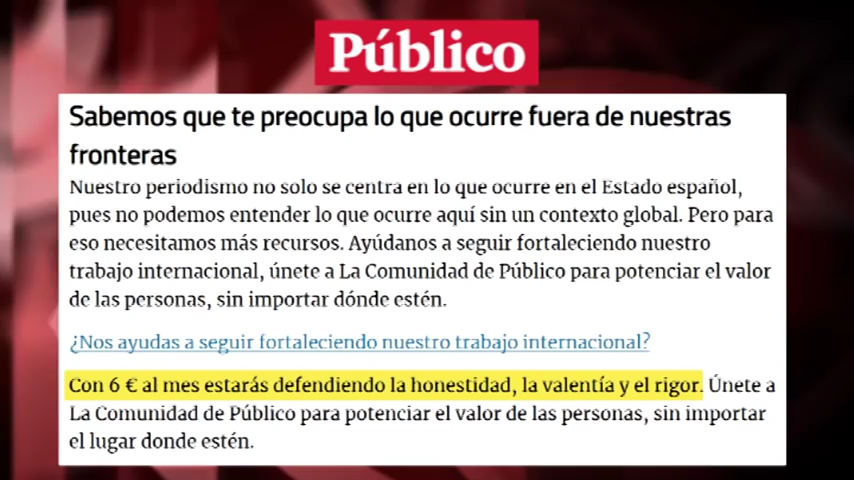 Público
Sabemos que te preocupa lo que ocurre fuera de nuestras
fronteras
Nuestro periodismo no solo se centra en lo que ocurre en el Estado español,
pues no podemos entender lo que ocurre aquí sin un contexto global. Pero para
eso necesitamos más recursos. Ayúdanos a seguir fortaleciendo nuestro
trabajo internacional, únete a La Comunidad de Público para potenciar el valor
de las personas, sin importar dónde estén.
¿Nos ayudas a seguir fortaleciendo nuestro trabajo internacional?
Con 6 € al mes estarás defendiendo la honestidad, la valentía y el rigor. Únete a
La Comunidad de Público para potenciar el valor de las personas, sin importar
el lugar donde estén.